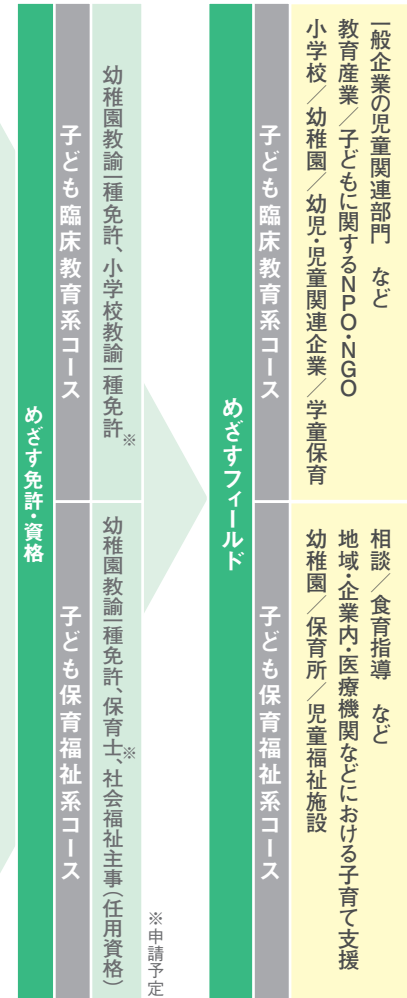 めざす免許・資格
子ども臨床教育系コース
幼稚園教諭一種免許、小学校教諭一種免許※
子ども保育福祉系コース
幼稚園教諭一種免許、保育士※、社会福祉主事(任用資格)
※申請予定
めざすフィールド
子ども臨床教育系コース
小学校／幼稚園／幼児・児童関連企業／学童保育
教育産業／子どもに関するNPO・NGO
一般企業の児童関連部門 など
子ども保育福祉系コース
幼稚園／保育所／児童福祉施設
地域・企業内・医療機関などにおける子育て支援
相談／食育指導 など